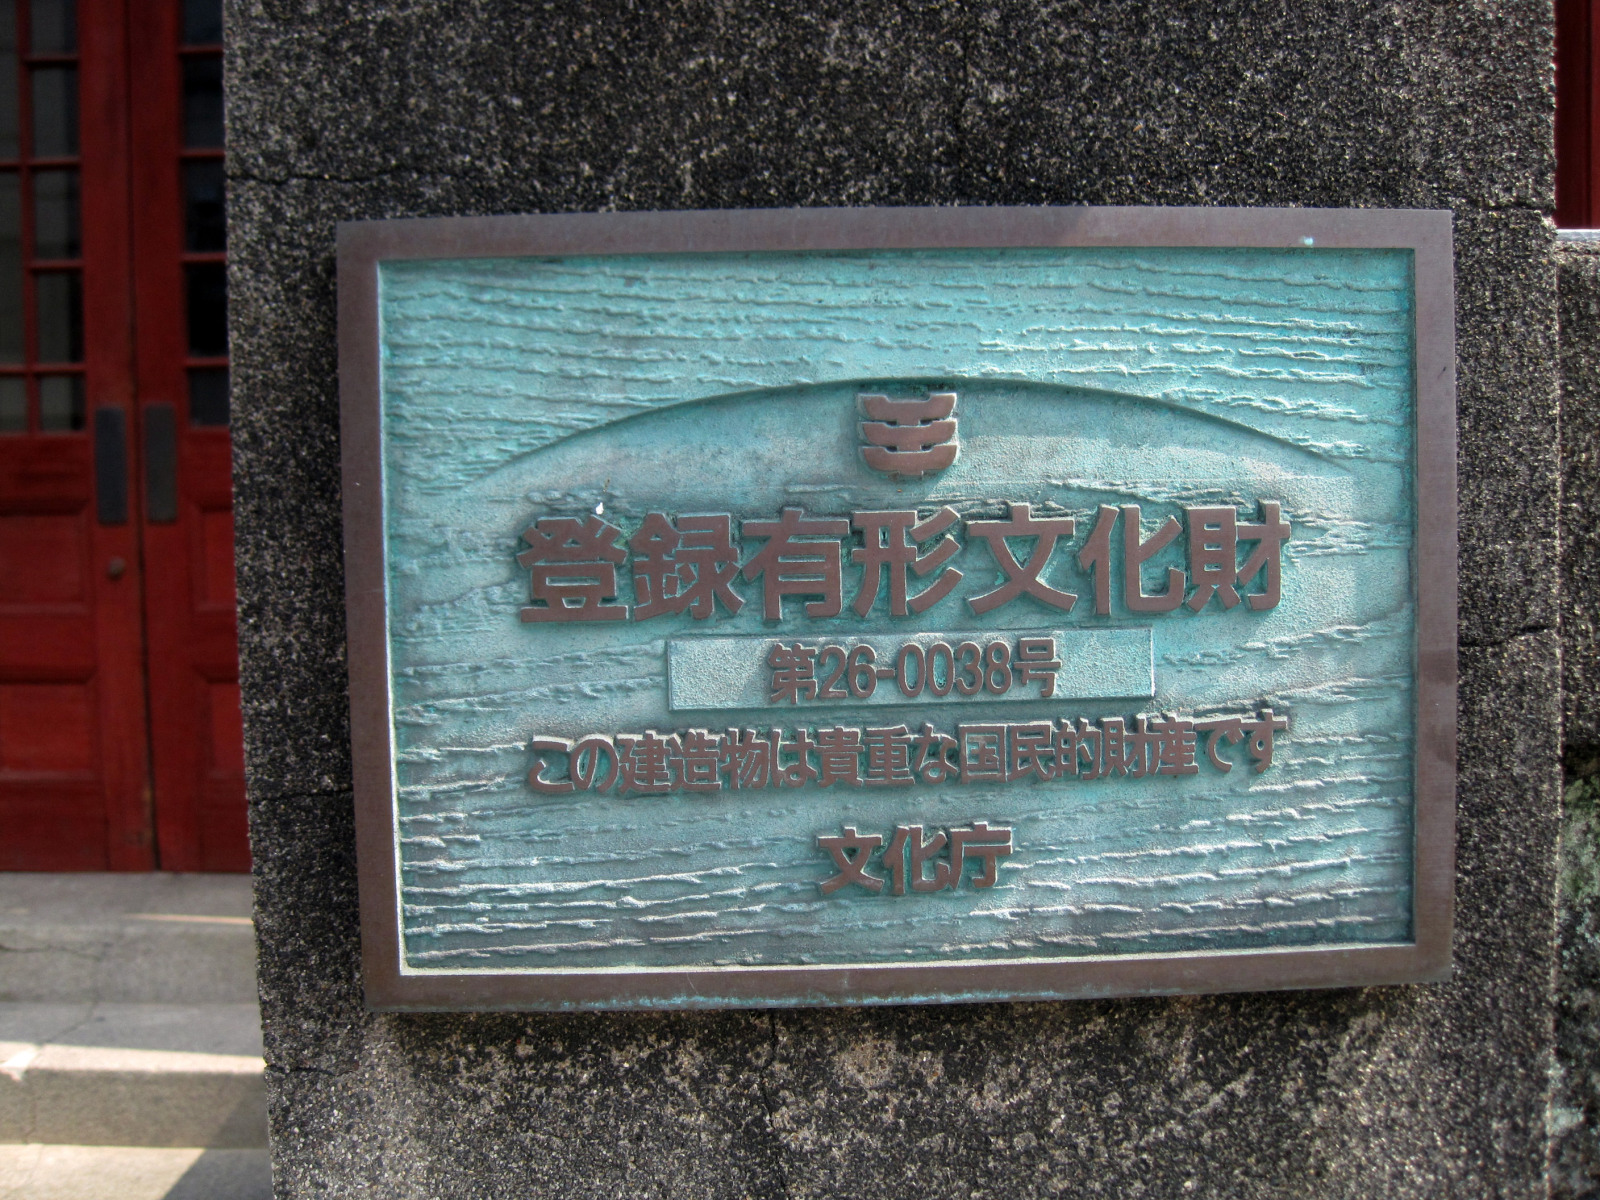 登録有形文化財
第26-0038号
この建造物は貴重な国民的財産です
文化庁